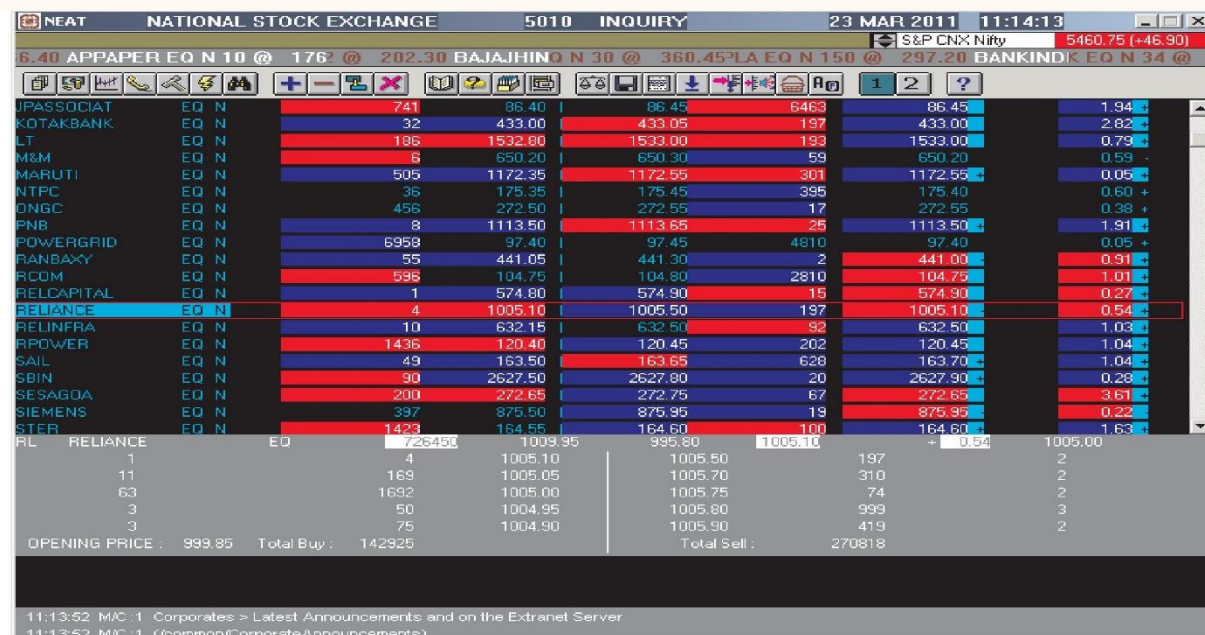 NEAT NATIONAL STOCK EXCHANGE 5010 INQUIRY 23 MAR 2011 11:14:13
S&P CNX Nifty 5460.75 (+46.90)
6.40 APPAPER EQ N 10 @ 176 @ 202.30 BAJAJHIN N 30 @ 360.45 LA EQ N 150 @ 297.20 BANKIND EQ N 34 @
1 2 ?
JPASSOCIAT EQ N 741 86.40 86.45 6463 86.45 1.94 +
KOTAKBANK EQ N 32 433.00 433.05 197 433.00 2.82 +
LT EQ N 186 1532.80 1533.00 193 1533.00 0.79 +
M&M EQ N 6 650.20 650.30 59 650.20 0.59 -
MARUTI EQ N 505 1172.35 1172.55 301 1172.55 + 0.05 +
NTPC EQ N 36 175.35 175.45 395 175.40 0.60 +
ONGC EQ N 456 272.50 272.55 17 272.55 0.38 +
PNB EQ N 8 1113.50 1113.65 25 1113.50 + 1.91 +
POWERGRID EQ N 6958 97.40 97.45 4810 97.40 0.05 +
RANBAXY EQ N 55 441.05 441.30 2 441.00 - 0.91 +
RCOM EQ N 596 104.75 104.80 2810 104.75 - 1.01 +
RELCAPITAL EQ N 1 574.80 574.90 15 574.90 - 0.27 +
RELIANCE EQ N 4 1005.10 1005.50 197 1005.10 - 0.54 +
RELINFRA EQ N 10 632.15 632.50 92 632.50 1.03 +
RPOWER EQ N 1436 120.40 120.45 202 120.45 1.04 +
SAIL EQ N 49 163.50 163.65 628 163.70 + 1.04 +
SBIN EQ N 90 2627.50 2627.80 20 2627.90 + 0.28 +
SESAGOA EQ N 200 272.65 272.75 67 272.65 - 3.61 +
SIEMENS EQ N 397 875.50 875.95 19 875.95 - 0.22 -
STER EQ N 1423 164.55 164.60 100 164.60 + 1.63 +
RL RELIANCE EQ 726450 1009.95 995.80 1005.10 + 0.54 1005.00
1 4 1005.10 1005.50 197 2
11 169 1005.05 1005.70 310 2
63 1692 1005.00 1005.75 74 2
3 50 1004.95 1005.80 999 3
3 75 1004.90 1005.90 419 2
OPENING PRICE : 999.85 Total Buy : 142925 Total Sell : 270818
11:13:52 M/C :1 Corporates > Latest Announcements and on the Extranet Server
11:13:52 M/C :1 (/common/CorporateAnnouncements)